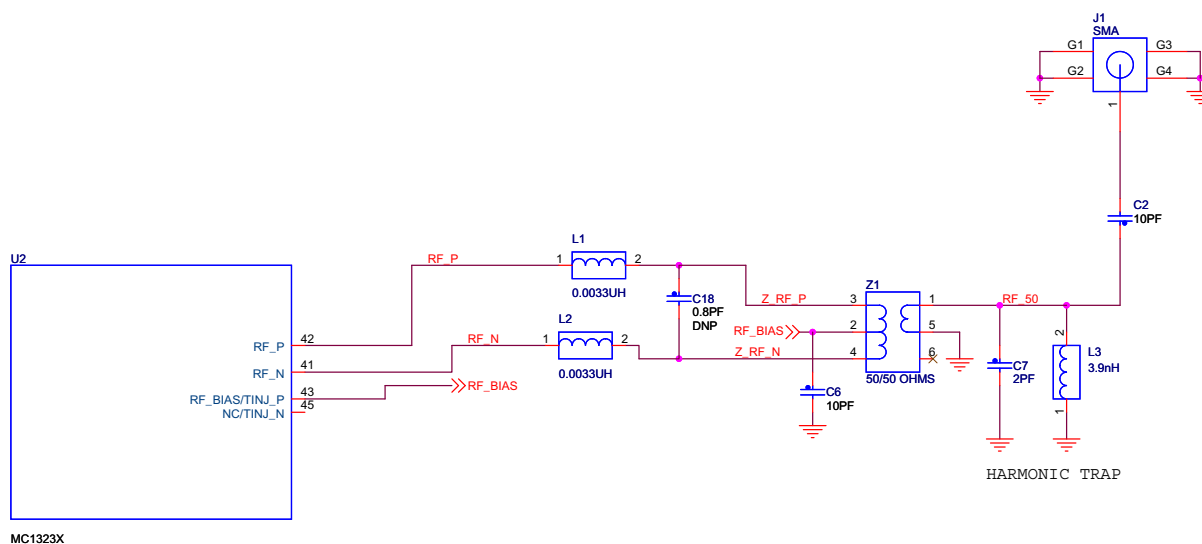 J1
SMA
G1
G3
G2
G4
1
C2
10PF
U2
L1
RF_P
1
2
0.0033UH
C18
0.8PF
DNP
Z_RF_P
Z1
3
1
RF_50
RF_BIAS
2
5
L2
RF_N
1
2
Z_RF_N
4
6
0.0033UH
50/50 OHMS
C7
2PF
2
L3
3.9nH
1
C6
10PF
RF_P
42
RF_N
41
RF_BIAS/TINJ_P
43
RF_BIAS
NC/TINJ_N
45
HARMONIC TRAP
MC1323X